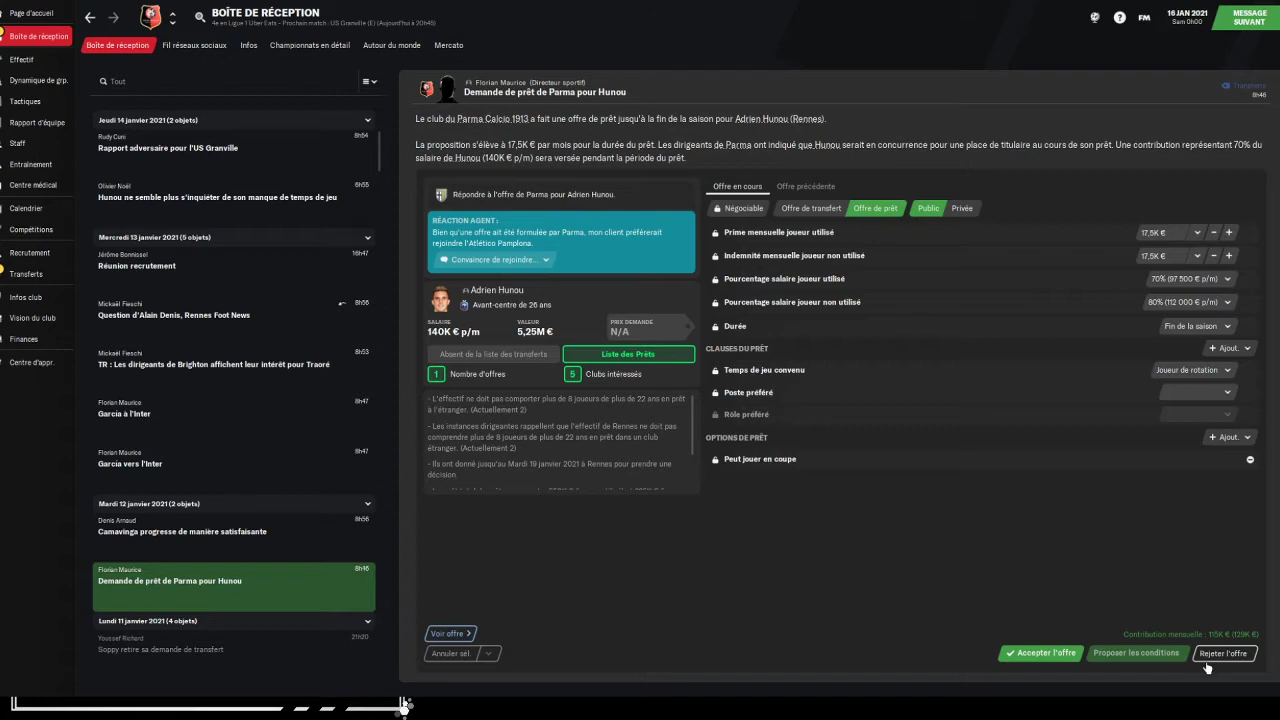 Page d'accueil
Boîte de réception
Effectif
Dynamique de grp.
Tactiques
Rapport d'équipe
Staff
Entraînement
Centre médical
Calendrier
Compétitions
Recrutement
Transferts
Infos club
Vision du club
Finances
Centre d'appr.
BOÎTE DE RÉCEPTION
4e en Ligue 1 Uber Eats - Prochain match : US Granville (E) (Aujourd'hui à 20h45)
FM
16 JAN 2021
Sam 0h00
MESSAGE
SUIVANT
Boîte de réception
Fil réseaux sociaux
Infos
Championnats en détail
Autour du monde
Mercato
Tout
Jeudi 14 janvier 2021 (2 objets)
Rudy Cuni
8h54
Rapport adversaire pour l'US Granville
Olivier Noël
6h55
Hunou ne semble plus s'inquiéter de son manque de temps de jeu
Mercredi 13 janvier 2021 (5 objets)
Jérôme Bonnissel
16h47
Réunion recrutement
Mickaël Fieschi
8h56
Question d'Alain Denis, Rennes Foot News
Mickaël Fieschi
8h53
TR : Les dirigeants de Brighton affichent leur intérêt pour Traoré
Florian Maurice
8h47
García à l'Inter
Florian Maurice
8h47
García vers l'Inter
Mardi 12 janvier 2021 (2 objets)
Denis Arnaud
8h56
Camavinga progresse de manière satisfaisante
Florian Maurice
8h46
Demande de prêt de Parma pour Hunou
Lundi 11 janvier 2021 (4 objets)
Youssef Richard
21h20
Soppy retire sa demande de transfert
Florian Maurice (Directeur sportif)
Demande de prêt de Parma pour Hunou
Transferts
8h46
Le club du Parma Calcio 1913 a fait une offre de prêt jusqu'à la fin de la saison pour Adrien Hunou (Rennes).
La proposition s'élève à 17,5K € par mois pour la durée du prêt. Les dirigeants de Parma ont indiqué que Hunou serait en concurrence pour une place de titulaire au cours de son prêt. Une contribution représentant 70% du
salaire de Hunou (140K € p/m) sera versée pendant la période du prêt.
Répondre à l'offre de Parma pour Adrien Hunou.
RÉACTION AGENT :
Bien qu'une offre ait été formulée par Parma, mon client préférerait
rejoindre l'Atlético Pamplona.
Convaincre de rejoindre...
Adrien Hunou
Avant-centre de 26 ans
SALAIRE
140K € p/m
VALEUR
5,25M €
PRIX DEMANDÉ
N/A
Absent de la liste des transferts
Liste des Prêts
1 Nombre d'offres
5 Clubs intéressés
- L'effectif ne doit pas comporter plus de 8 joueurs de plus de 22 ans en prêt
à l'étranger. (Actuellement 2)
- Les instances dirigeantes rappellent que l'effectif de Rennes ne doit pas
comprendre plus de 8 joueurs de plus de 22 ans en prêt dans un club
étranger. (Actuellement 2)
- Ils ont donné jusqu'au Mardi 19 janvier 2021 à Rennes pour prendre une
décision.
Offre en cours
Offre précédente
Négociable
Offre de transfert
Offre de prêt
Public
Privée
Prime mensuelle joueur utilisé
17,5K €
Indemnité mensuelle joueur non utilisé
17,5K €
Pourcentage salaire joueur utilisé
70% (97 500 € p/m)
Pourcentage salaire joueur non utilisé
80% (112 000 € p/m)
Durée
Fin de la saison
CLAUSES DU PRÊT
+ Ajout.
Temps de jeu convenu
Joueur de rotation
Poste préféré
Rôle préféré
OPTIONS DE PRÊT
+ Ajout.
Peut jouer en coupe
Voir offre
Annuler sél.
Contribution mensuelle : 115K € (129K €)
Accepter l'offre
Proposer les conditions
Rejeter l'offre